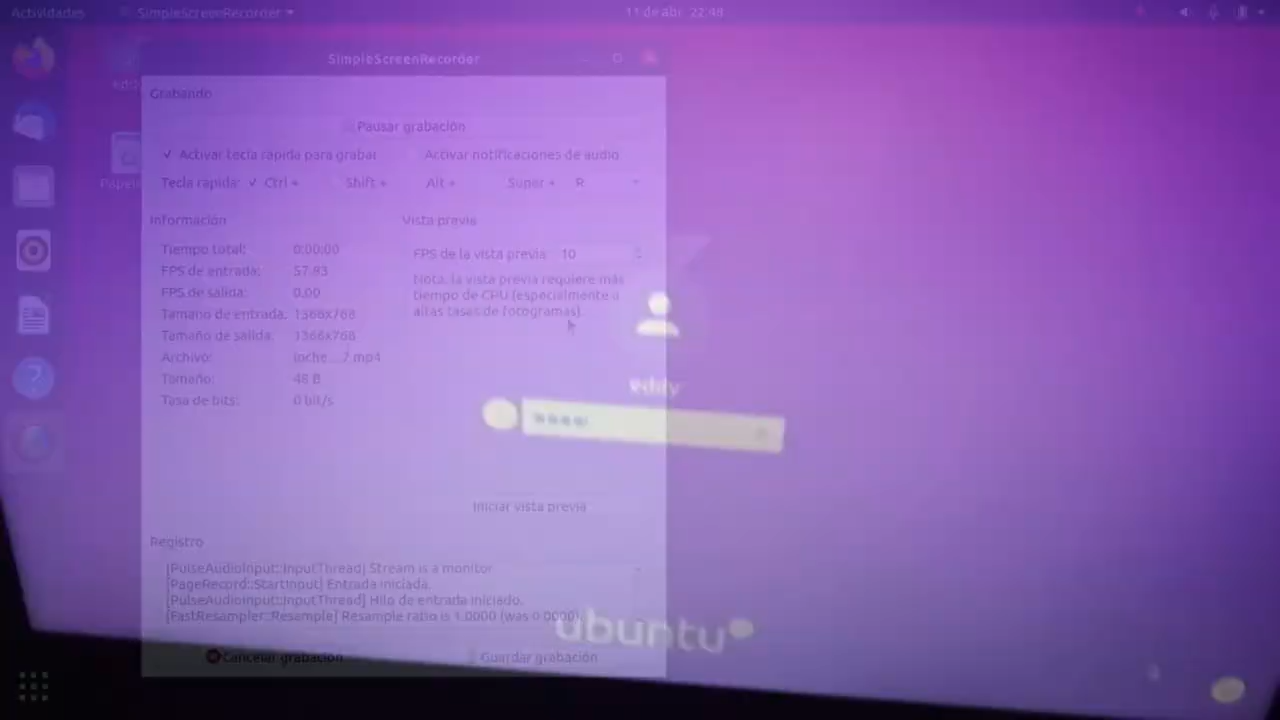 Actividades
SimpleScreenRecorder
11 de abr 22:48
SimpleScreenRecorder
Grabando
Pausar grabación
Activar tecla rápida para grabar
Activar notificaciones de audio
Tecla rápida: Ctrl + Shift + Alt + Super + R
Información
Vista previa
Tiempo total: 0:00:00
FPS de la vista previa: 10
FPS de entrada: 57.93
Nota: la vista previa requiere más
FPS de salida: 0.00
tiempo de CPU (especialmente a
Tamaño de entrada: 1366x768
altas tasas de fotogramas).
Tamaño de salida: 1366x768
Archivo: ...7.mp4
Tamaño: 48 B
eddy
Tasa de bits: 0 bit/s
Iniciar vista previa
Registro
[PulseAudioInput::InputThread] Stream is a monitor.
[PageRecord::StartInput] Entrada iniciada.
[PulseAudioInput::InputThread] Hilo de entrada iniciado.
[FastResampler::Resample] Resample ratio is 1.0000 (was 0.0000)
ubuntu
Cancelar grabación
Guardar grabación